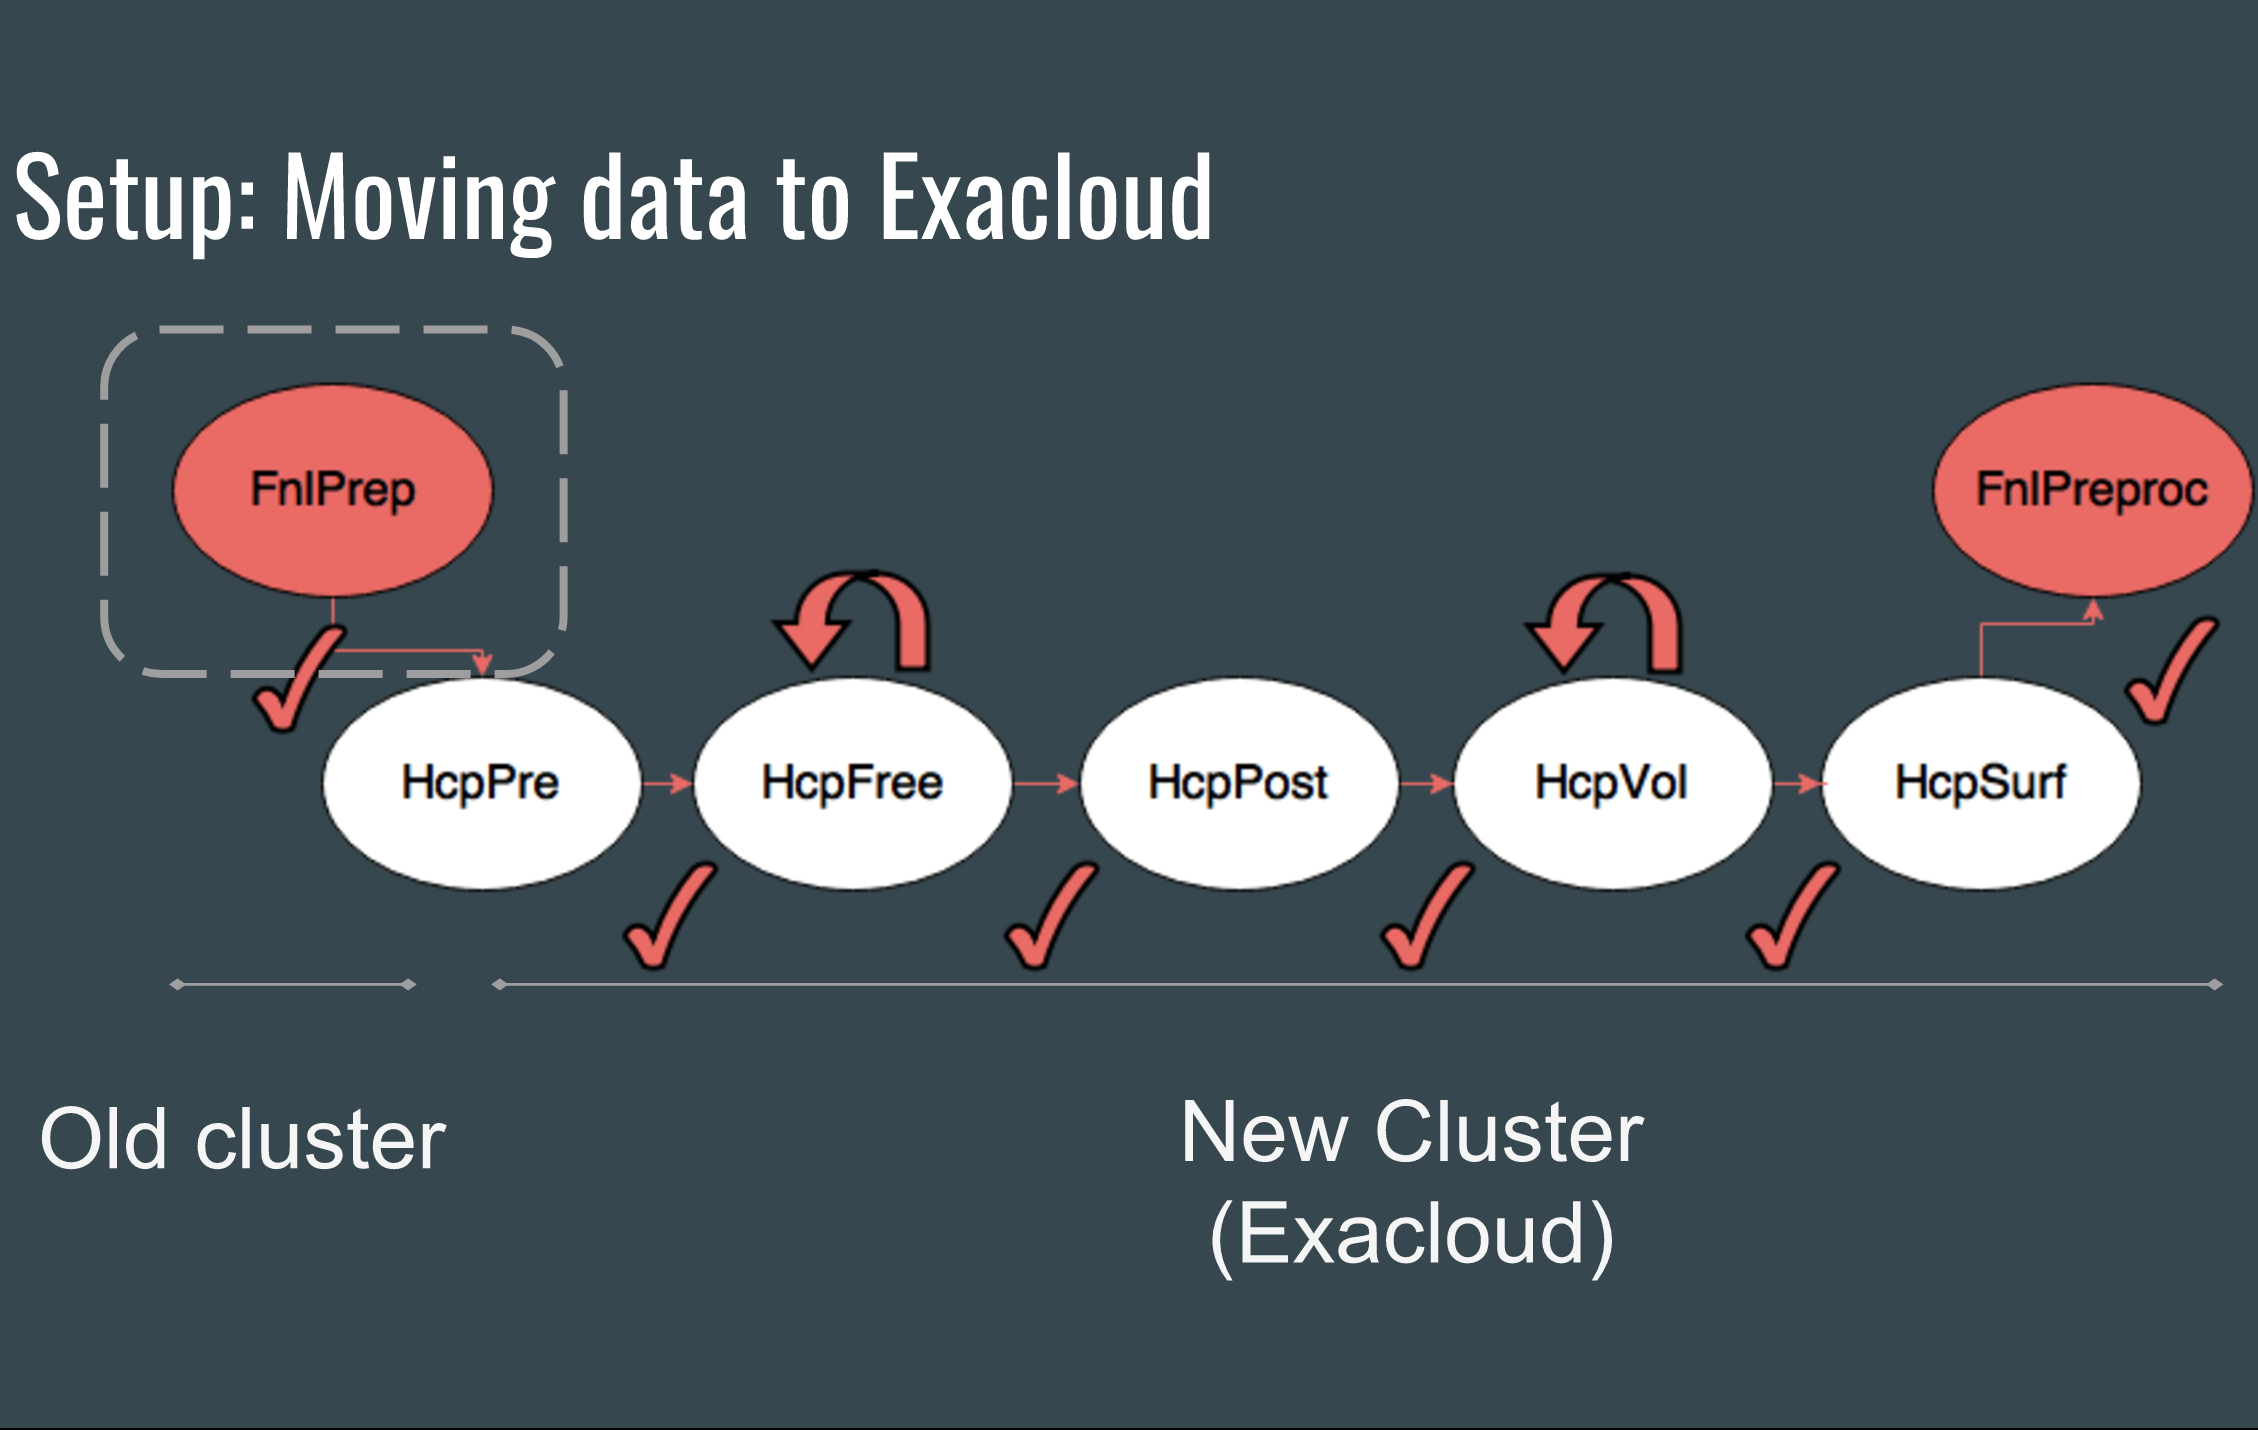 Setup: Moving data to Exacloud
FnlPrep
FnlPreproc
HcpPre
HcpFree
HcpPost
HcpVol
HcpSurf
Old cluster
New Cluster
(Exacloud)